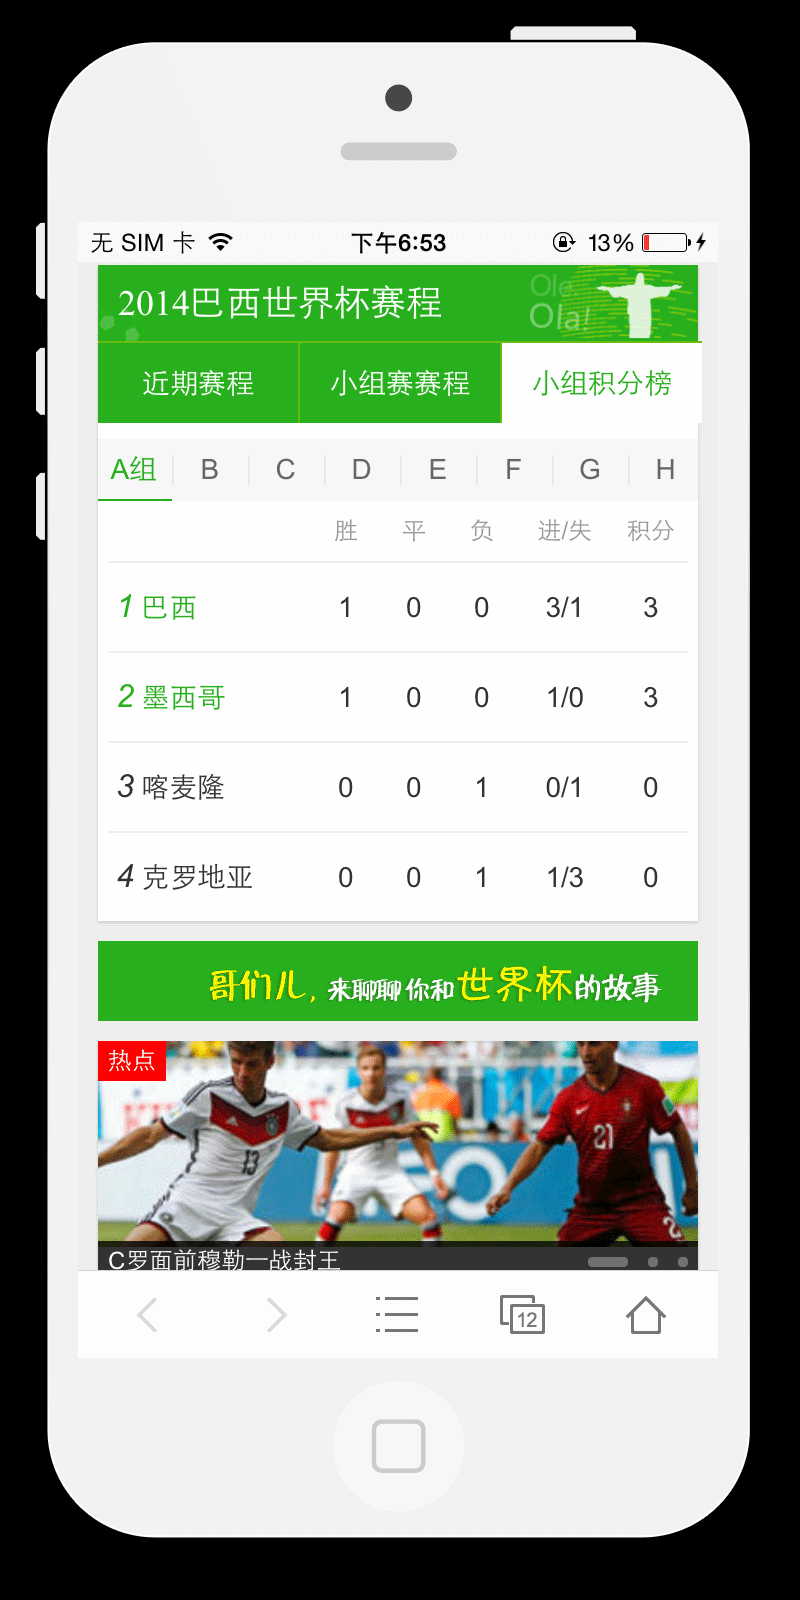 无 SIM 卡 下午6:53 13%
2014巴西世界杯赛程
Ole
Ola!
近期赛程 小组赛赛程 小组积分榜
A组 B C D E F G H
胜 平 负 进/失 积分
1 巴西 1 0 0 3/1 3
2 墨西哥 1 0 0 1/0 3
3 喀麦隆 0 0 1 0/1 0
4 克罗地亚 0 0 1 1/3 0
哥们儿，来聊聊你和世界杯的故事
热点
13
21
2
C罗面前穆勒一战封王
12